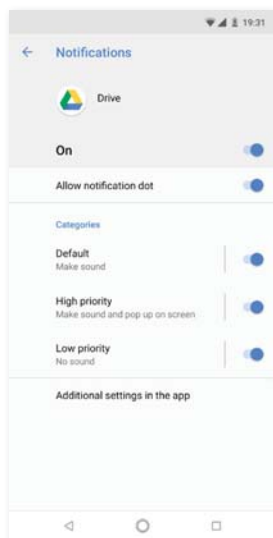 19:31
Notifications
Drive
On
Allow notification dot
Categories
Default
Make sound
High priority
Make sound and pop up on screen
Low priority
No sound
Additional settings in the app